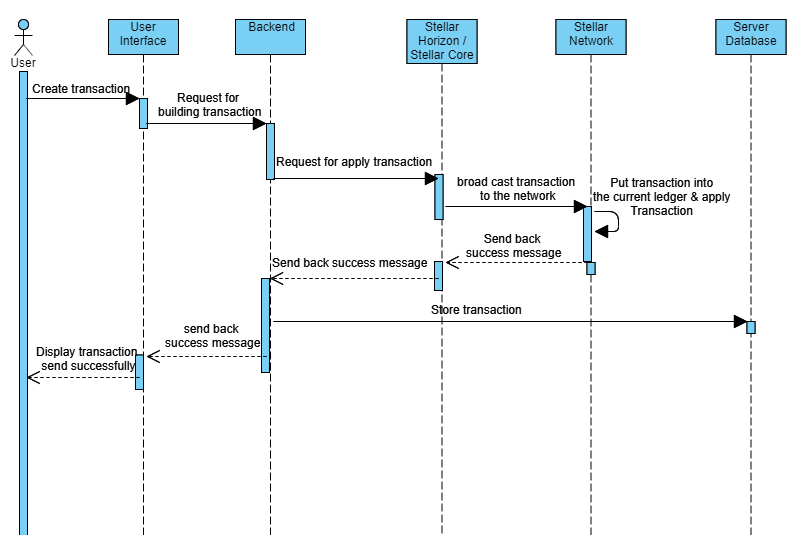 User
User
Interface
Backend
Stellar
Horizon /
Stellar Core
Stellar
Network
Server
Database
Create transaction
Request for
building transaction
Request for apply transaction
broad cast transaction
to the network
Put transaction into
the current ledger & apply
Transaction
Send back
success message
Send back success message
Store transaction
send back
success message
Display transaction
send successfully